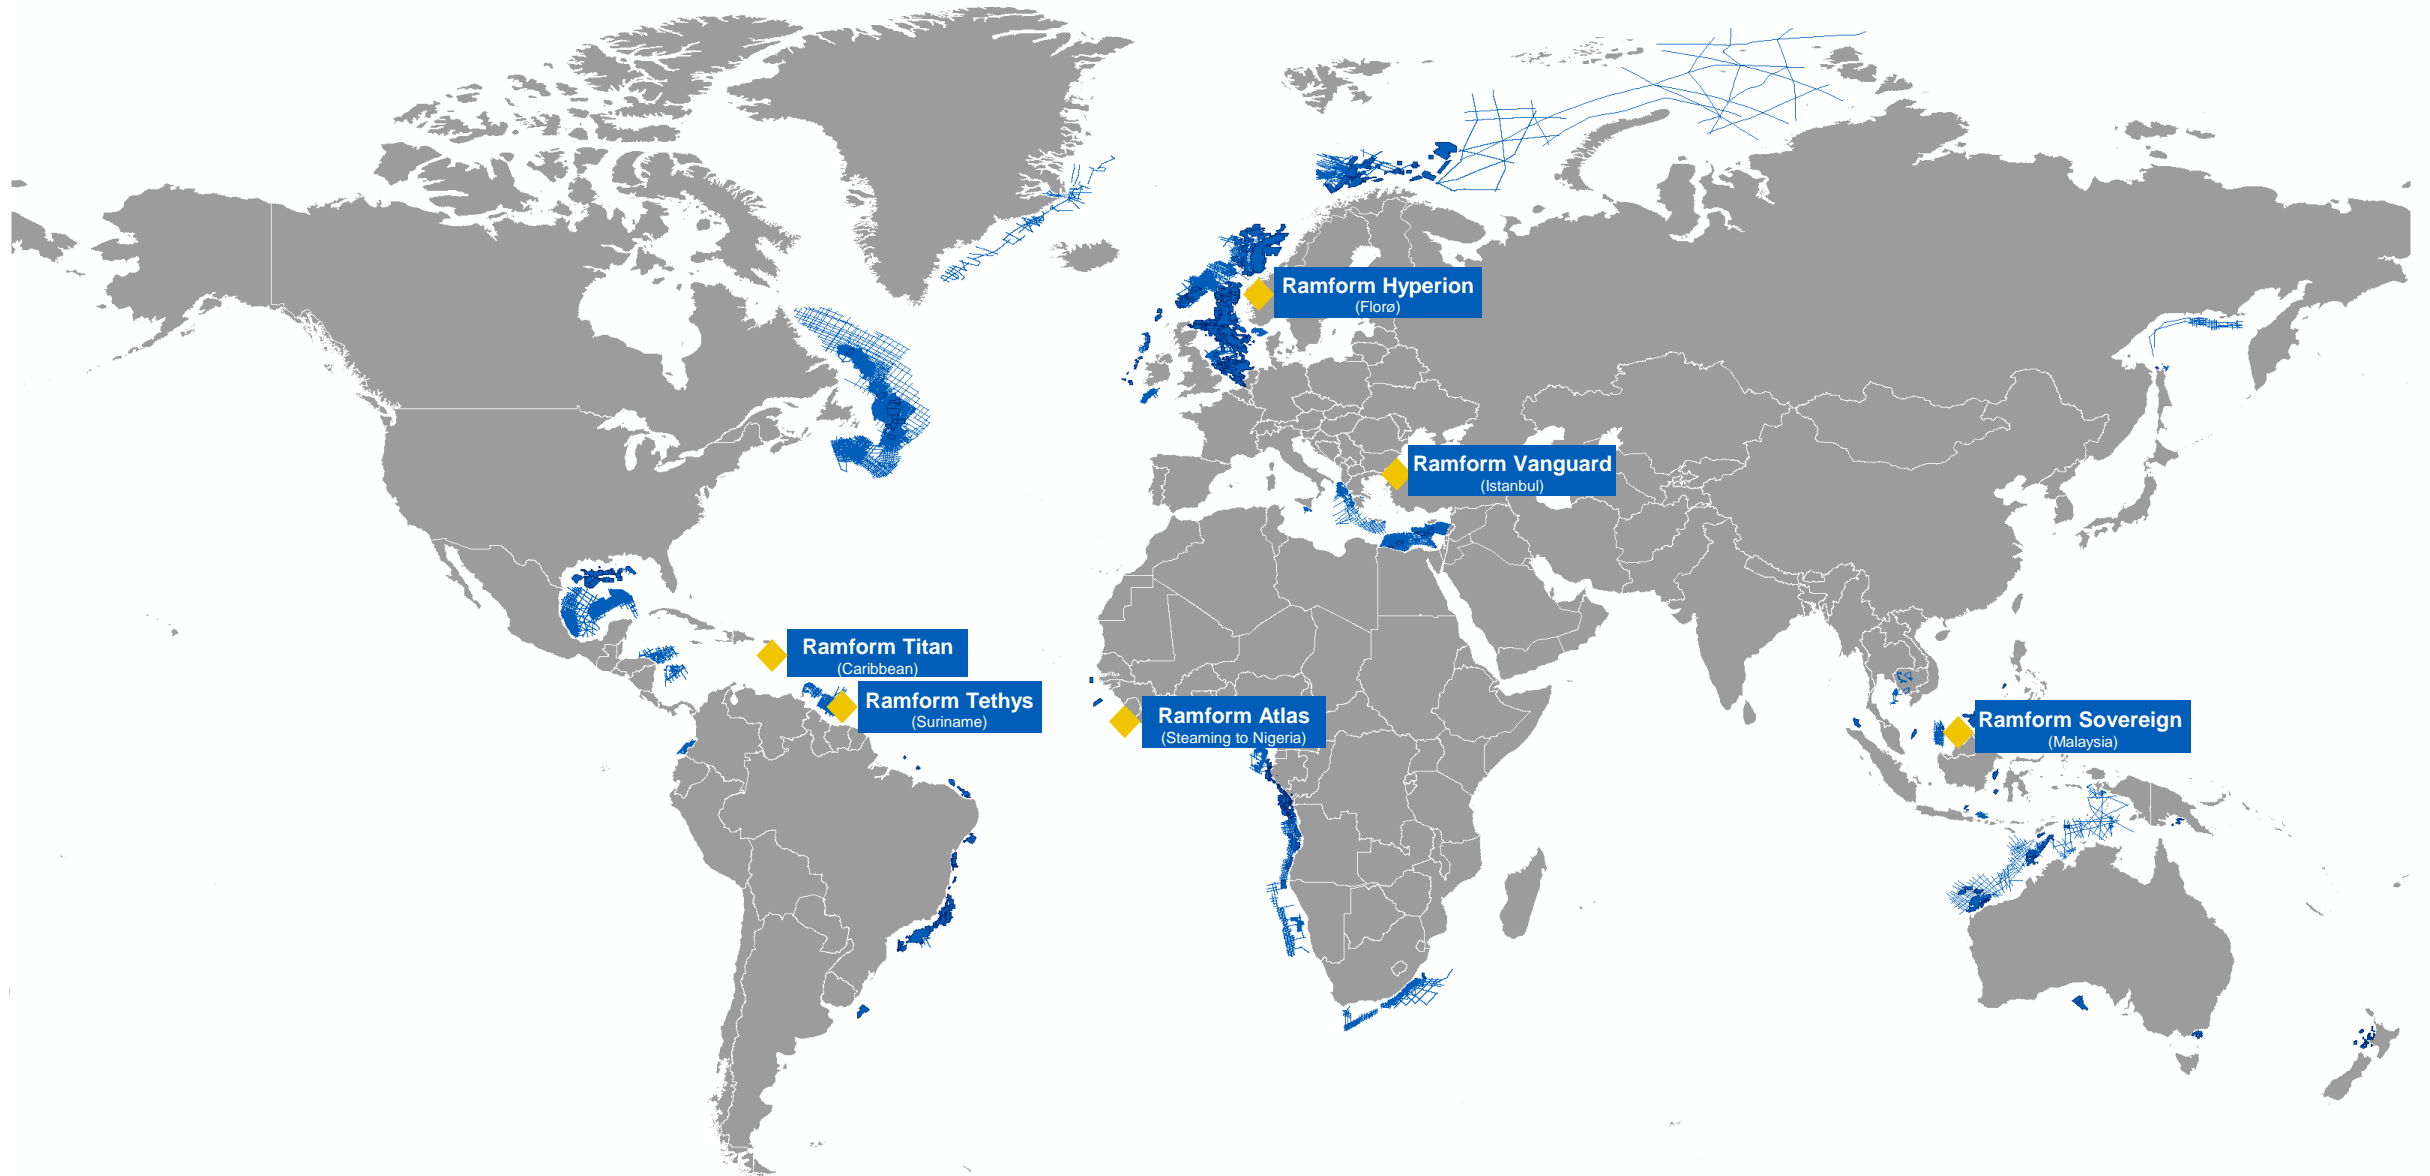 Ramform Hyperion
(Florø)
Ramform Vanguard
(Istanbul)
Ramform Titan
(Caribbean)
Ramform Tethys
(Suriname)
Ramform Atlas
(Steaming to Nigeria)
Ramform Sovereign
(Malaysia)